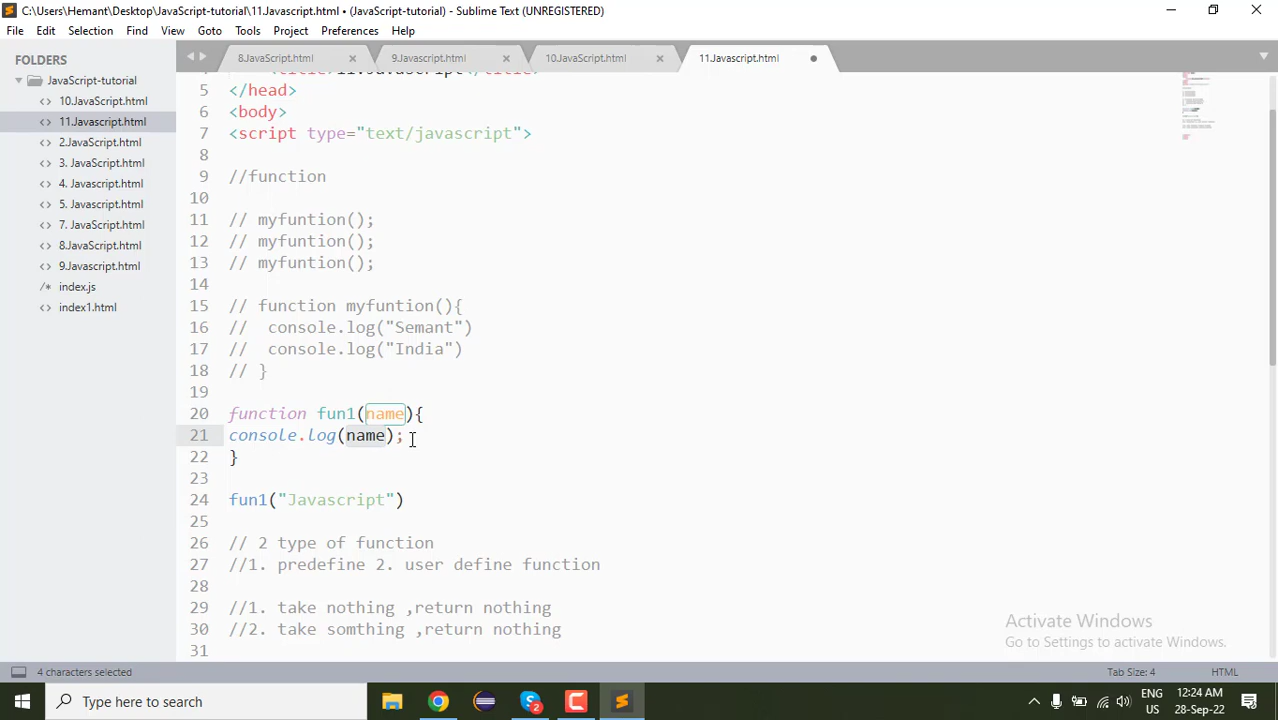 C:\Users\Hemant\Desktop\JavaScript-tutorial\11.Javascript.html • (JavaScript-tutorial) - Sublime Text (UNREGISTERED)
File Edit Selection Find View Goto Tools Project Preferences Help
FOLDERS
JavaScript-tutorial
10.JavaScript.html
11.Javascript.html
2.JavaScript.html
3. JavaScript.html
4. Javascript.html
5. Javascript.html
7. JavaScript.html
8.JavaScript.html
9.Javascript.html
index.js
index1.html
8.JavaScript.html 9.Javascript.html 10.JavaScript.html 11.Javascript.html
5 </head>
6 <body>
7 <script type="text/javascript">
8
9 //function
10
11 // myfuntion();
12 // myfuntion();
13 // myfuntion();
14
15 // function myfuntion(){
16 //  console.log("Semant")
17 //  console.log("India")
18 // }
19
20 function fun1(name){
21 console.log(name);
22 }
23
24 fun1("Javascript")
25
26 // 2 type of function
27 //1. predefine 2. user define function
28
29 //1. take nothing ,return nothing
30 //2. take somthing ,return nothing
31
Activate Windows
Go to Settings to activate Windows.
4 characters selected
Tab Size: 4 HTML
Type here to search
2
ENG
US
12:24 AM
28-Sep-22